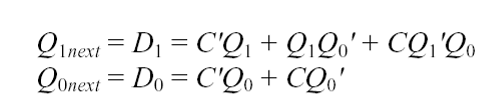 Q1next = D1 = C'Q1 + Q1Q0' + CQ1'Q0
Q0next = D0 = C'Q0 + CQ0'